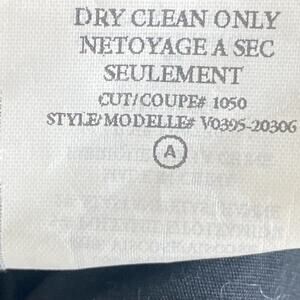 DRY CLEAN ONLY
NETOYAGE A SEC
SEULEMENT
CUT/COUPE# 1050
STYLE/MODELLE# V0395-20306
A